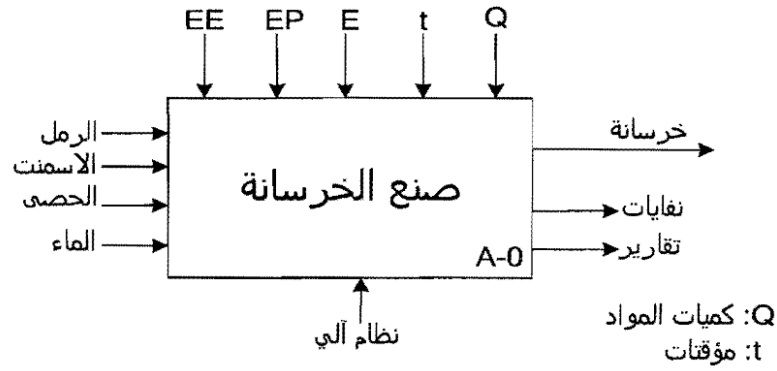 EE EP E t Q
الرمل
الاسمنت
الحصى
الماء
صنع الخرسانة
A-0
خرسانة
نفايات
تقارير
نظام آلي
Q: كميات المواد
t: مؤقتات